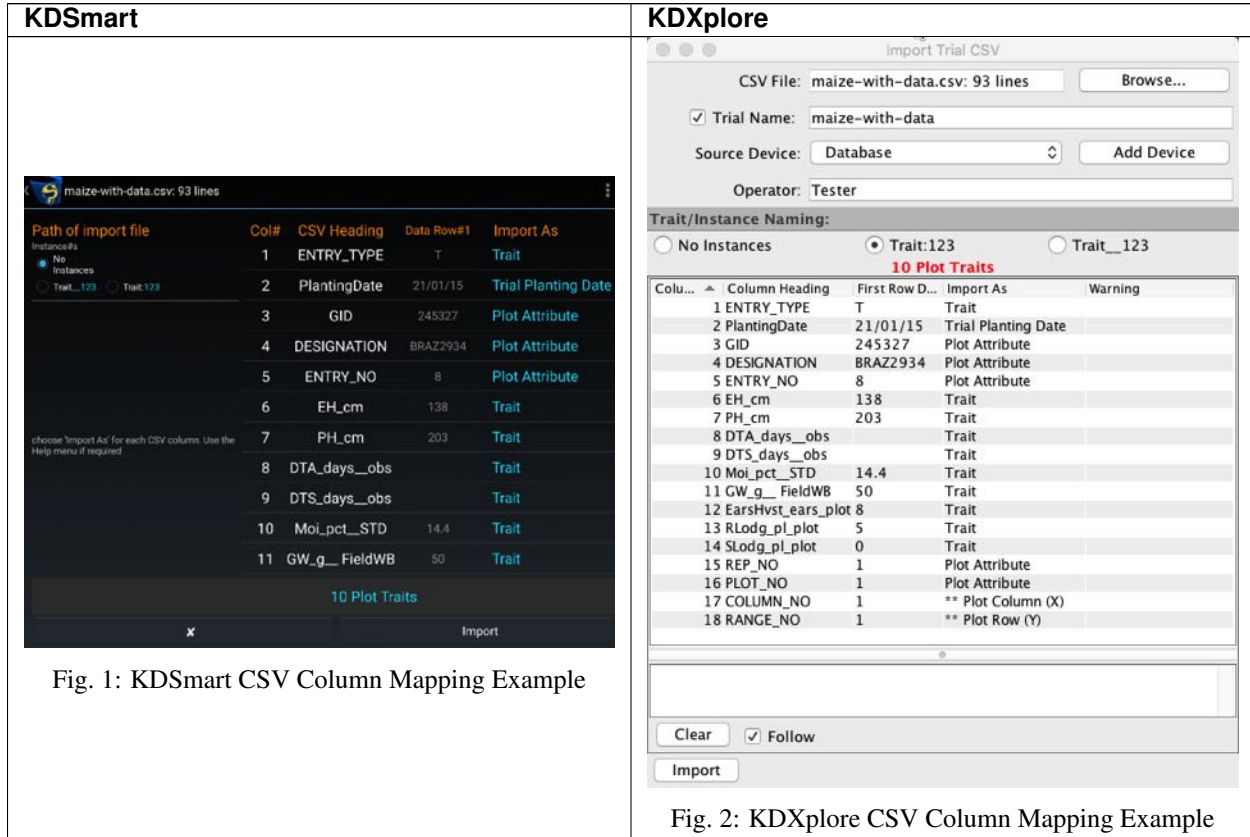 KDSmart
maize-with-data.csv: 93 lines
Path of import file
Instance#s
No
Instances
Trait__123 Trait:123
choose 'Import As' for each CSV column. Use the
Help menu if required
Col# CSV Heading Data Row#1 Import As
1 ENTRY_TYPE T Trait
2 PlantingDate 21/01/15 Trial Planting Date
3 GID 245327 Plot Attribute
4 DESIGNATION BRAZ2934 Plot Attribute
5 ENTRY_NO 8 Plot Attribute
6 EH_cm 138 Trait
7 PH_cm 203 Trait
8 DTA_days__obs Trait
9 DTS_days__obs Trait
10 Moi_pct__STD 14.4 Trait
11 GW_g__ FieldWB 50 Trait
10 Plot Traits
x Import
Fig. 1: KDSmart CSV Column Mapping Example
KDXplore
Import Trial CSV
CSV File: maize-with-data.csv: 93 lines Browse...
Trial Name: maize-with-data
Source Device: Database Add Device
Operator: Tester
Trait/Instance Naming:
No Instances Trait:123 Trait__123
10 Plot Traits
Colu... Column Heading First Row D... Import As Warning
1 ENTRY_TYPE T Trait
2 PlantingDate 21/01/15 Trial Planting Date
3 GID 245327 Plot Attribute
4 DESIGNATION BRAZ2934 Plot Attribute
5 ENTRY_NO 8 Plot Attribute
6 EH_cm 138 Trait
7 PH_cm 203 Trait
8 DTA_days__obs Trait
9 DTS_days__obs Trait
10 Moi_pct__STD 14.4 Trait
11 GW_g__ FieldWB 50 Trait
12 EarsHvst_ears_plot 8 Trait
13 RLodg_pl_plot 5 Trait
14 SLodg_pl_plot 0 Trait
15 REP_NO 1 Plot Attribute
16 PLOT_NO 1 Plot Attribute
17 COLUMN_NO 1 ** Plot Column (X)
18 RANGE_NO 1 ** Plot Row (Y)
Clear Follow
Import
Fig. 2: KDXplore CSV Column Mapping Example